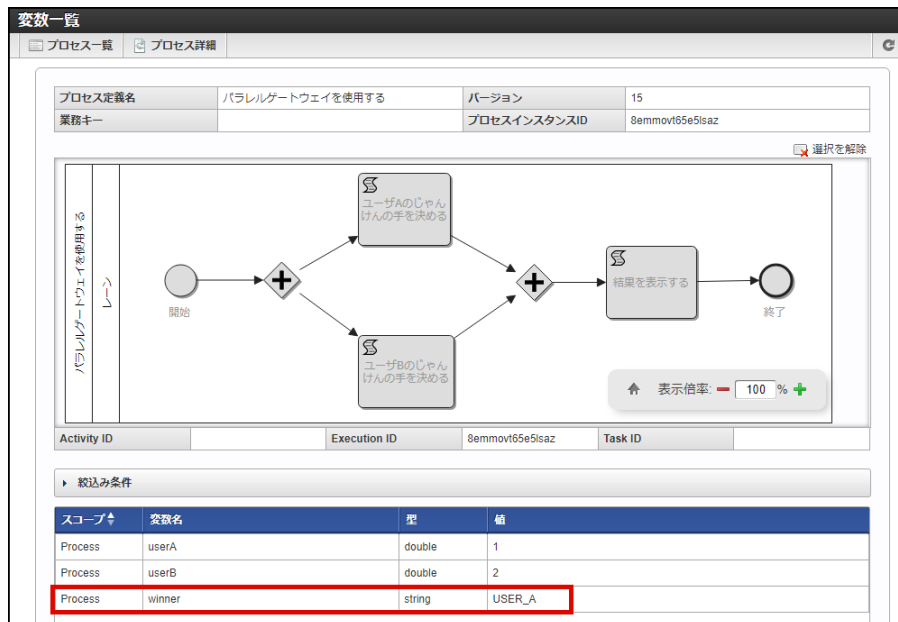 変数一覧
プロセス一覧 プロセス詳細
プロセス定義名 パラレルゲートウェイを使用する バージョン 15
業務キー プロセスインスタンスID 8emmovt65e5lsaz
選択を解除
パラレルゲートウェイを使用する
レーン
開始
ユーザAのじゃん
けんの手を決める
ユーザBのじゃん
けんの手を決める
結果を表示する
終了
表示倍率: 100 %
Activity ID Execution ID 8emmovt65e5lsaz Task ID
絞込み条件
スコープ 変数名 型 値
Process userA double 1
Process userB double 2
Process winner string USER_A